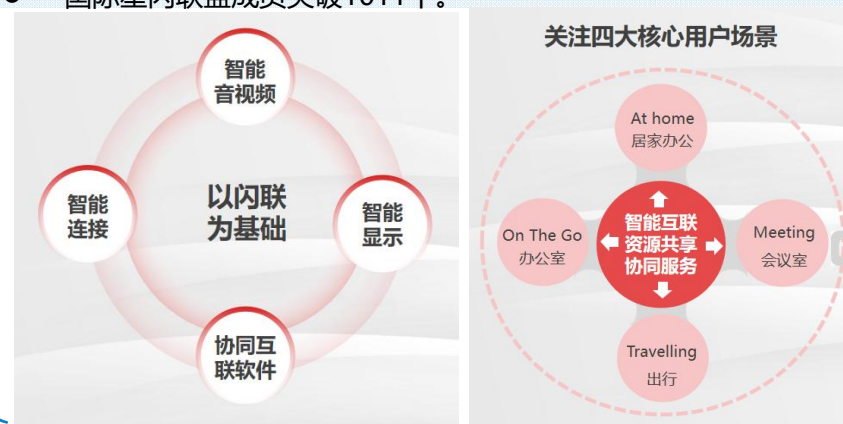 智能
音视频
智能
连接
以闪联
为基础
智能
显示
协同互
联软件
关注四大核心用户场景
At home
居家办公
On The Go
办公室
智能互联
资源共享
协同服务
Meeting
会议室
Travelling
出行